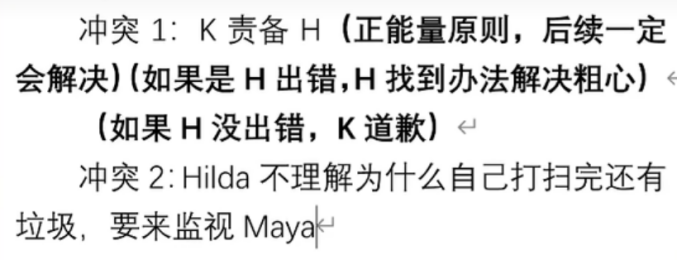 冲突 1：K 责备 H（正能量原则，后续一定
会解决）（如果是 H 出错，H 找到办法解决粗心）
（如果 H 没出错，K 道歉）
冲突 2：Hilda 不理解为什么自己打扫完还有
垃圾，要来监视 Maya